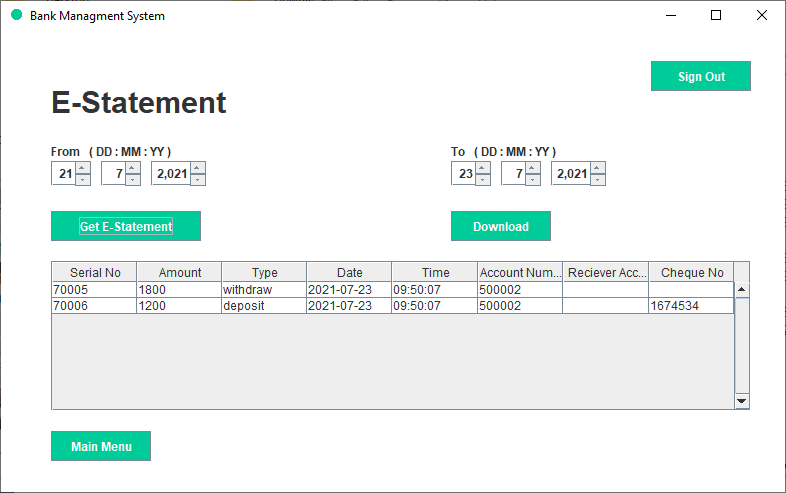 Bank Managment System
Sign Out
E-Statement
From ( DD : MM : YY ) To ( DD : MM : YY )
21 7 2,021 23 7 2,021
Get E-Statement Download
Serial No Amount Type Date Time Account Num... Reciever Acc... Cheque No
70005 1800 withdraw 2021-07-23 09:50:07 500002
70006 1200 deposit 2021-07-23 09:50:07 500002 1674534
Main Menu